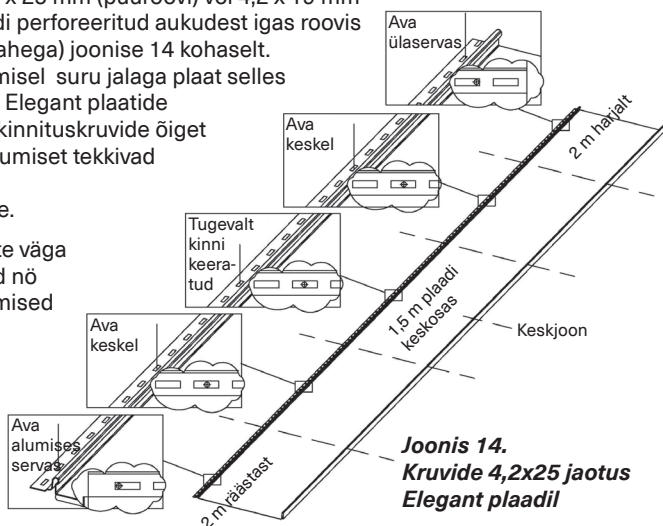 x 25 mm (puuroovi) või 4,2 x 19 mm
di perforeeritud aukudest igas roovis
ahega) joonise 14 kohaselt.
misel suru jalaga plaat selles
Elegant plaatide
kinnituskruvide õiget
umiset tekkivad
e.
te väga
d nö
mised
Ava
ülaservas
Ava
keskel
Tugevalt
kinni
keera-
tud
Ava
keskel
Ava
alumises
servas
2 m harjalt
1,5 m plaadi
keskosas
Keskjoon
2 m räästast
Joonis 14.
Kruvide 4,2x25 jaotus
Elegant plaadil